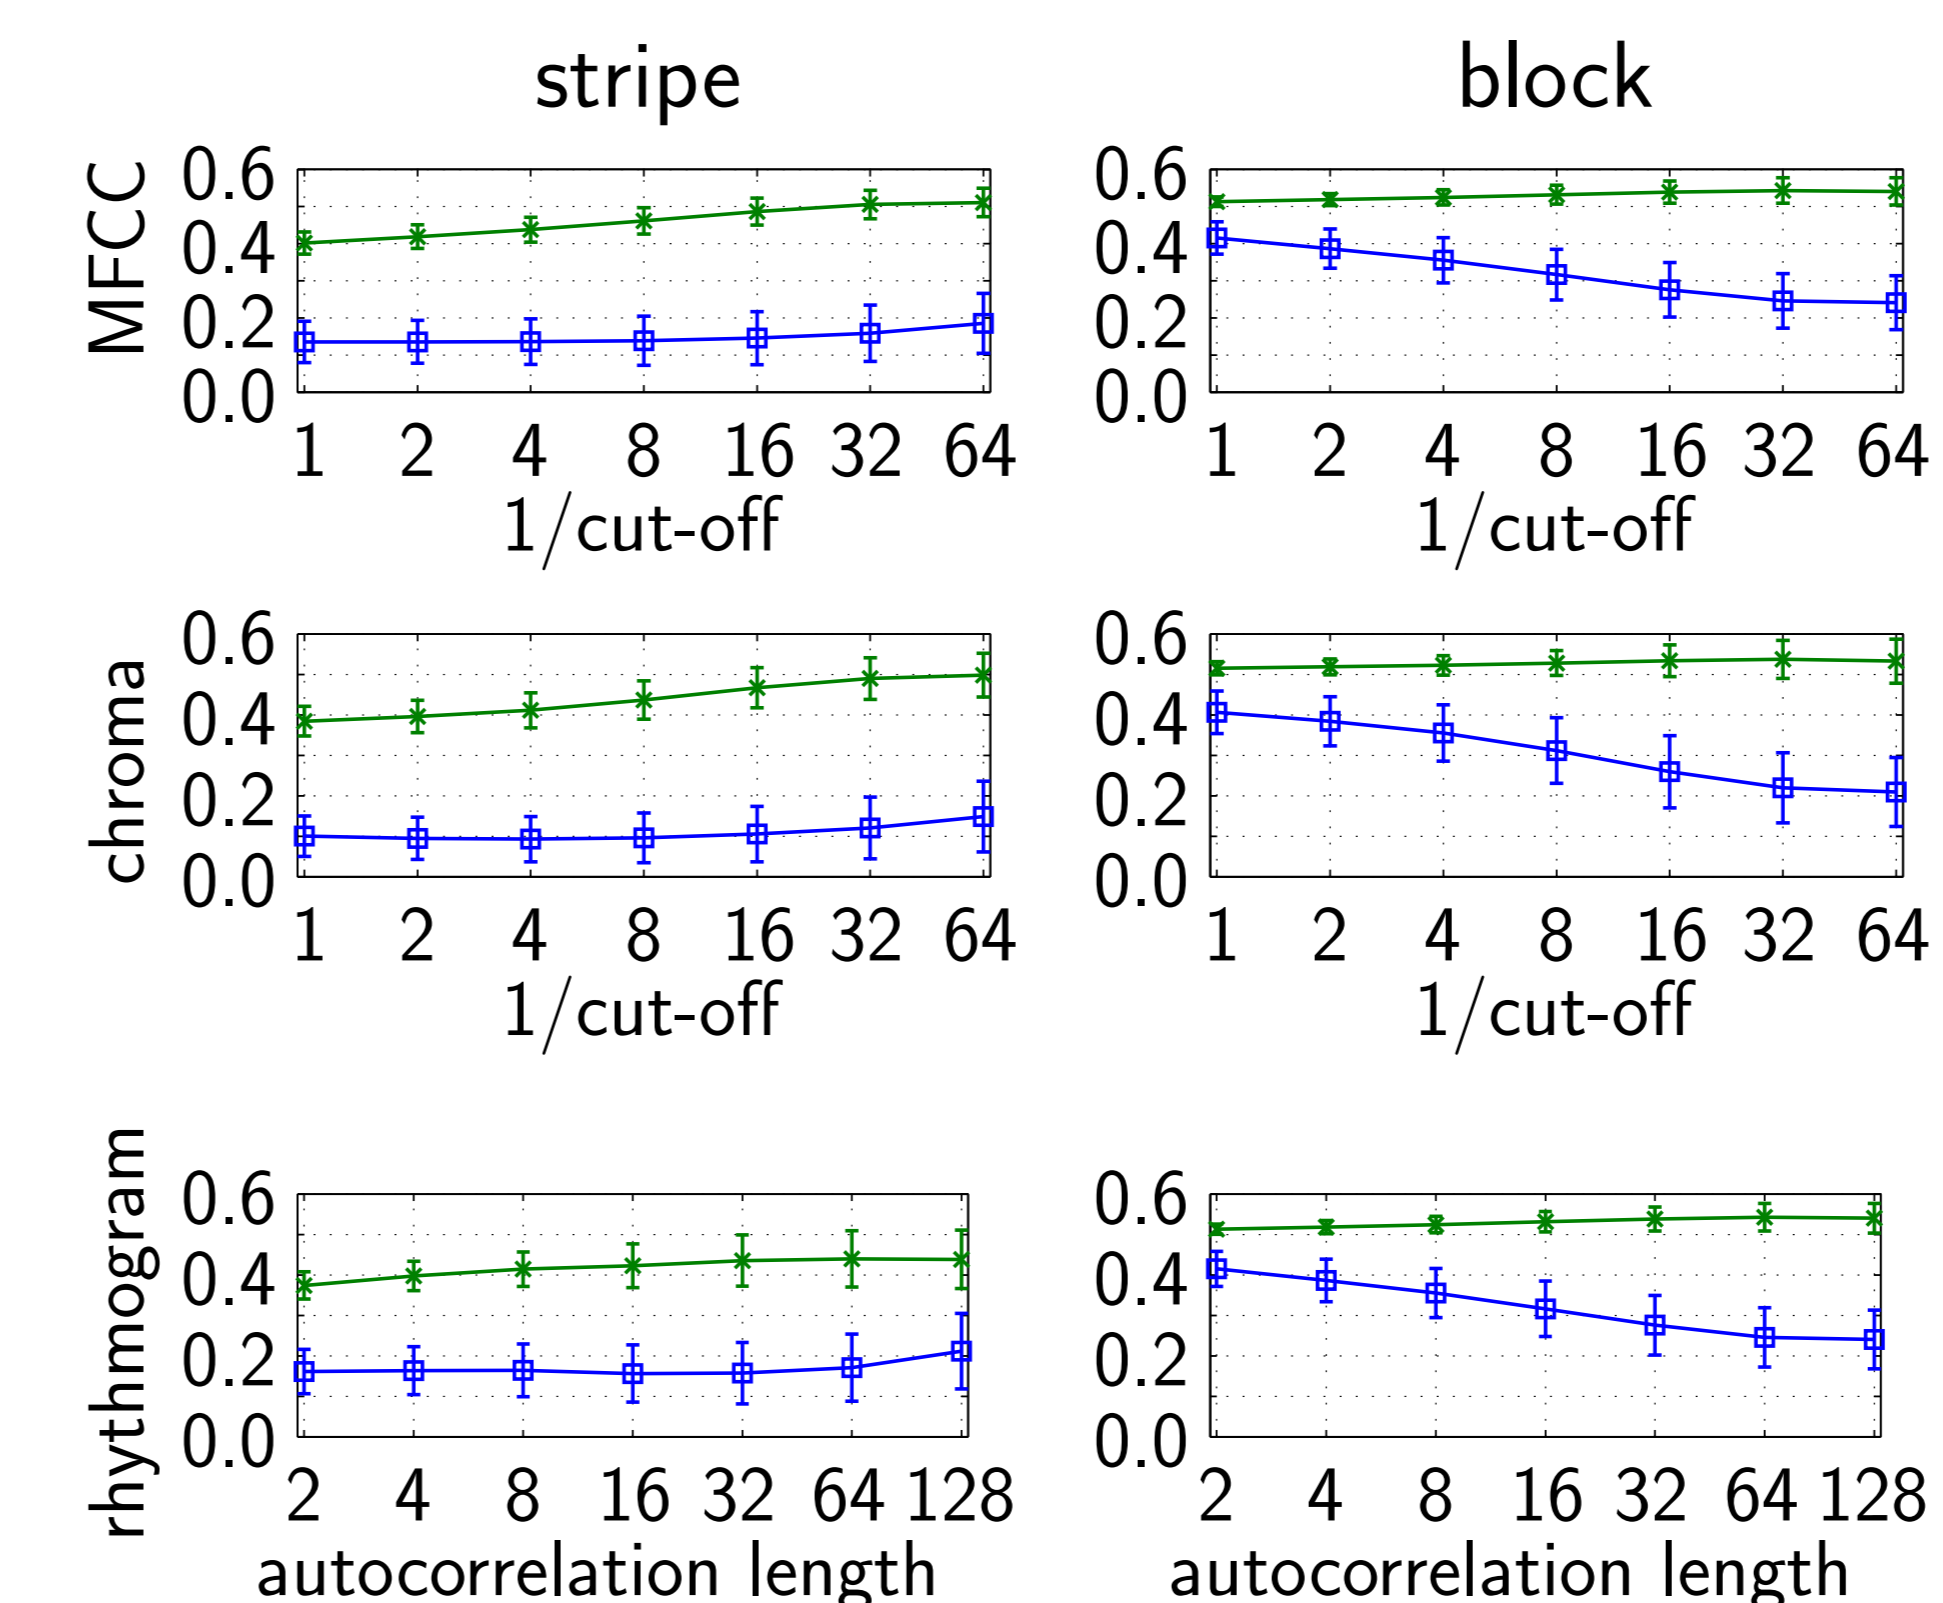 stripe block
MFCC
0.6 0.4 0.2 0.0
1 2 4 8 16 32 64
1/cut-off
0.6 0.4 0.2 0.0
1 2 4 8 16 32 64
1/cut-off
chroma
0.6 0.4 0.2 0.0
1 2 4 8 16 32 64
1/cut-off
0.6 0.4 0.2 0.0
1 2 4 8 16 32 64
1/cut-off
rhythmogram
0.6 0.4 0.2 0.0
2 4 8 16 32 64 128
autocorrelation length
0.6 0.4 0.2 0.0
2 4 8 16 32 64 128
autocorrelation length